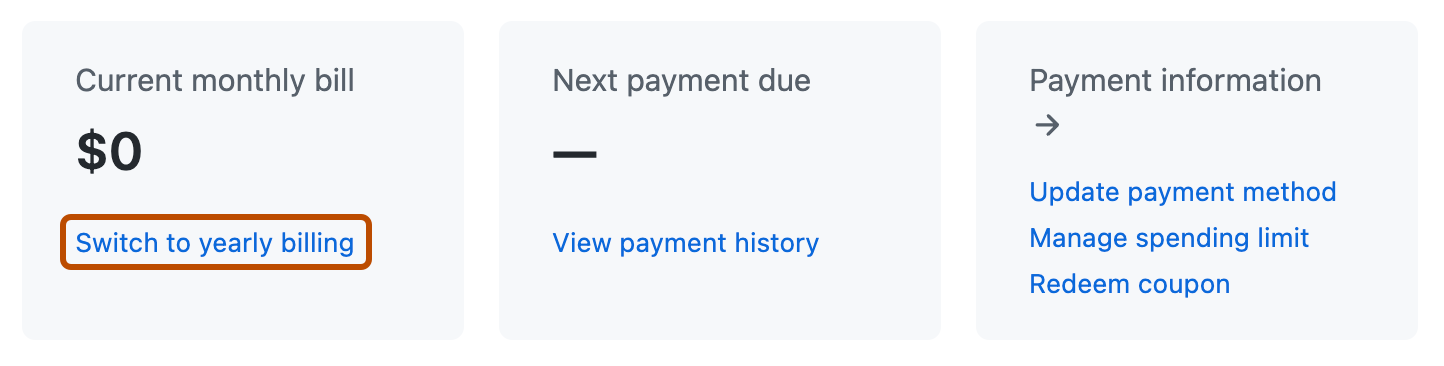 Current monthly bill
$0
Switch to yearly billing
Next payment due
—
View payment history
Payment information
→
Update payment method
Manage spending limit
Redeem coupon